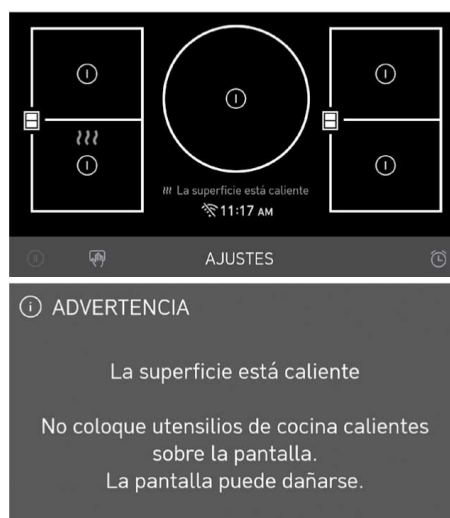 La superficie está caliente
11:17 AM
AJUSTES
ADVERTENCIA
La superficie está caliente
No coloque utensilios de cocina calientes
sobre la pantalla.
La pantalla puede dañarse.